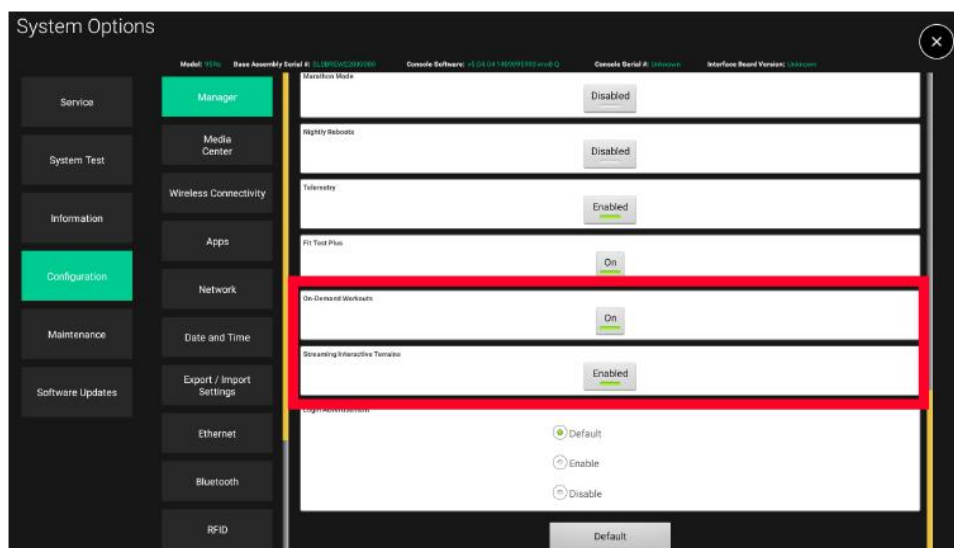 System Options
Model: 95Rs Base Assembly Serial #: Console Software: Console Serial #: Unknown Interface Board Version: Unknown
Service
System Test
Information
Configuration
Maintenance
Software Updates
Manager
Media
Center
Wireless Connectivity
Apps
Network
Date and Time
Export / Import
Settings
Ethernet
Bluetooth
RFID
Marathon Mode
Disabled
Nightly Reboots
Disabled
Telemetry
Enabled
Fit Test Plus
On
On-Demand Workouts
On
Streaming Interactive Terrains
Enabled
Login Advertisement
Default
Enable
Disable
Default